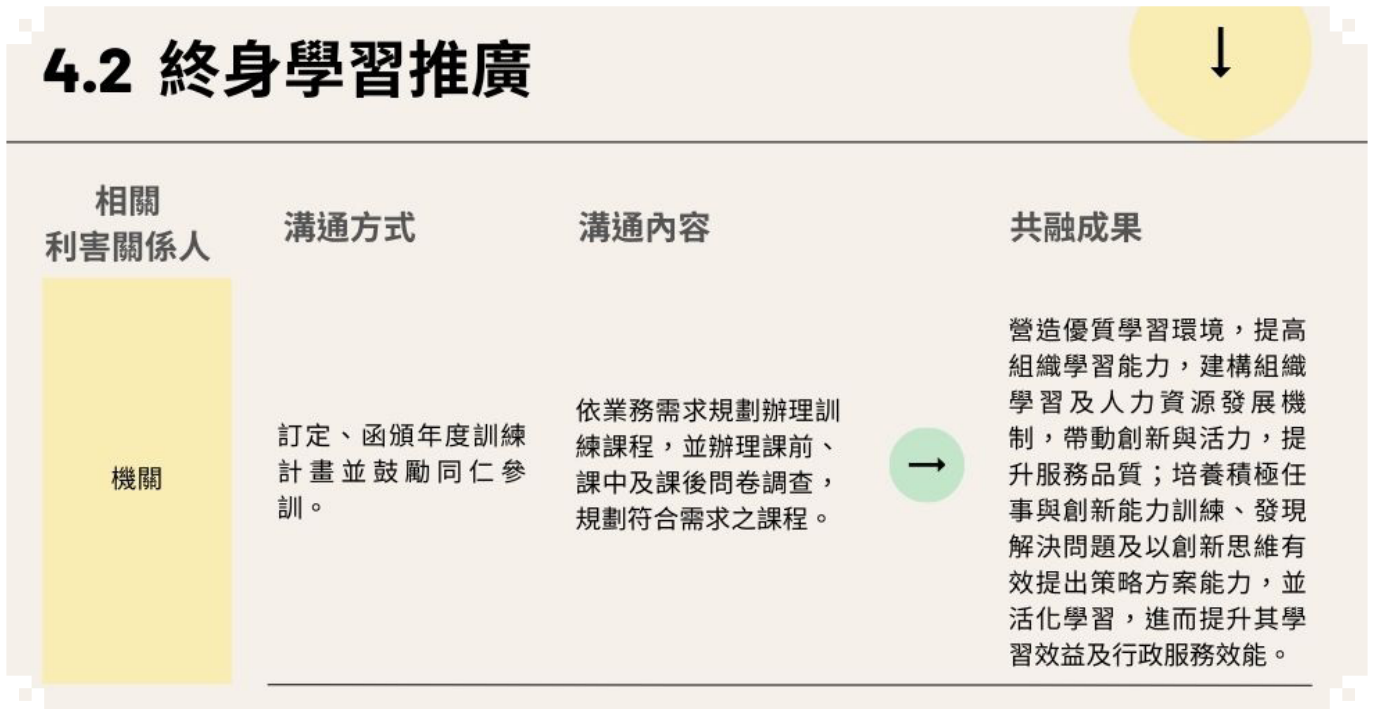 4.2 終身學習推廣
相關
利害關係人
溝通方式
溝通內容
共融成果
機關
訂定、函頒年度訓練
計畫並鼓勵同仁參
訓。
依業務需求規劃辦理訓
練課程，並辦理課前、
課中及課後問卷調查，
規劃符合需求之課程。
營造優質學習環境，提高
組織學習能力，建構組織
學習及人力資源發展機
制，帶動創新與活力，提
升服務品質；培養積極任
事與創新能力訓練、發現
解決問題及以創新思維有
效提出策略方案能力，並
活化學習，進而提升其學
習效益及行政服務效能。